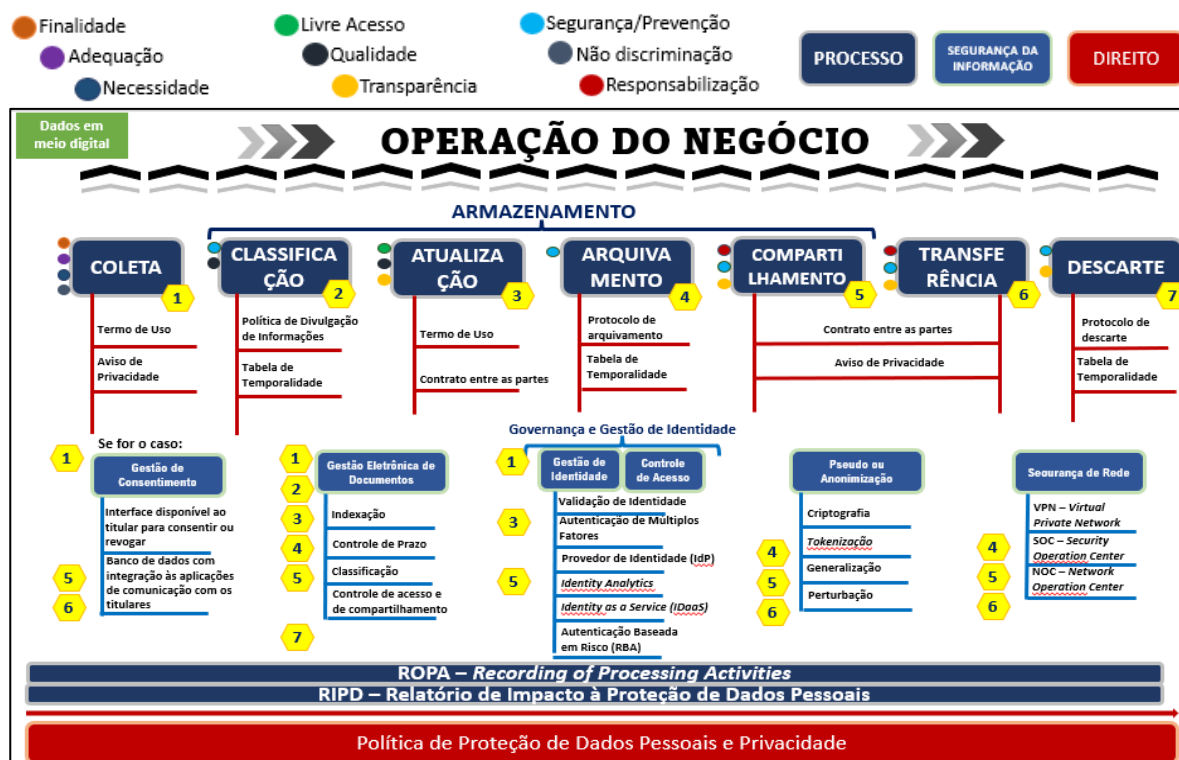 Finalidade
Livre Acesso
Segurança/Prevenção
Adequação
Qualidade
Não discriminação
Necessidade
Transparência
Responsabilização
PROCESSO
SEGURANÇA DA
INFORMAÇÃO
DIREITO
Dados em
meio digital
OPERAÇÃO DO NEGÓCIO
ARMAZENAMENTO
COLETA
1
CLASSIFICA
ÇÃO
2
ATUALIZA
ÇÃO
3
ARQUIVA
MENTO
4
COMPARTI
LHAMENTO
5
TRANSFE
RÊNCIA
6
DESCARTE
7
Termo de Uso
Aviso de
Privacidade
Política de Divulgação
de Informações
Tabela de
Temporalidade
Termo de Uso
Contrato entre as partes
Protocolo de
arquivamento
Tabela de
Temporalidade
Contrato entre as partes
Aviso de Privacidade
Protocolo de
descarte
Tabela de
Temporalidade
Se for o caso:
1
Gestão de
Consentimento
Interface disponível ao
titular para consentir ou
revogar
Banco de dados com
integração às aplicações
de comunicação com os
titulares
5
6
1
2
3
4
5
7
Gestão Eletrônica de
Documentos
Indexação
Controle de Prazo
Classificação
Controle de acesso e
de compartilhamento
Governança e Gestão de Identidade
1
3
5
Gestão de
Identidade
Controle
de Acesso
Validação de Identidade
Autenticação de Múltiplos
Fatores
Provedor de Identidade (IdP)
Identity Analytics
Identity as a Service (IDaaS)
Autenticação Baseada
em Risco (RBA)
Pseudo ou
Anonimização
Criptografia
Tokenização
Generalização
Perturbação
4
5
6
Segurança de Rede
VPN – Virtual
Private Network
SOC – Security
Operation Center
NOC – Network
Operation Center
4
5
6
ROPA – Recording of Processing Activities
RIPD – Relatório de Impacto à Proteção de Dados Pessoais
Política de Proteção de Dados Pessoais e Privacidade